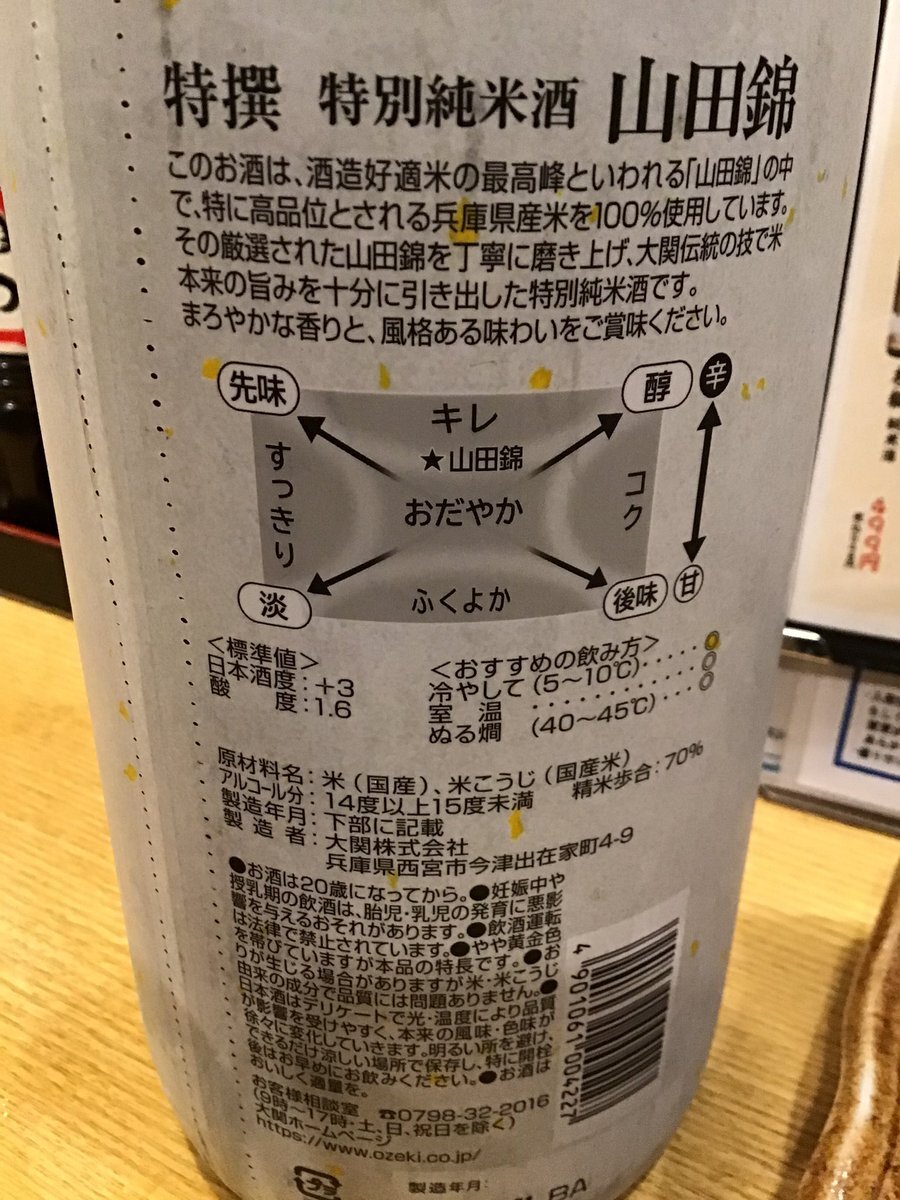 特撰 特別純米酒 山田錦
このお酒は、酒造好適米の最高峰といわれる「山田錦」の中
で、特に高品位とされる兵庫県産米を100%使用しています。
その厳選された山田錦を丁寧に磨き上げ、大関伝統の技で米
本来の旨みを十分に引き出した特別純米酒です。
まろやかな香りと、風格ある味わいをご賞味ください。
先味
醇
辛
キレ
★山田錦
すっきり
おだやか
コク
ふくよか
淡
後味
甘
<標準値>
日本酒度:+3
酸 度:1.6
<おすすめの飲み方>
冷やして(5〜10℃)・・・・・◎
室 温 ・・・・・・・・・・・・○
ぬる燗 (40〜45℃)・・・・○
原材料名:米(国産)、米こうじ(国産米)
アルコール分:14度以上15度未満 精米歩合:70%
製造年月:下部に記載
製造者:大関株式会社
兵庫県西宮市今津出在家町4-9
●お酒は20歳になってから。●妊娠中や
授乳期の飲酒は、胎児・乳児の発育に悪影
響を与えるおそれがあります。●飲酒運転
は法律で禁止されています。●やや黄金色
を帯びていますが本品の特長です。●お
りが生じる場合がありますが米・米こうじ
由来の成分で品質には問題ありません。●
日本酒はデリケートで光・温度により品質
が影響を受けやすく、本来の風味・色味が
徐々に変化していきます。明るい所を避け、
できるだけ涼しい場所で保存し、特に開栓
後はお早めにお飲みください。●お酒は
おいしく適量を。
お客様相談室 ☎0798-32-2016
(9時〜17時・土、日、祝日を除く)
大関ホームページ
https://www.ozeki.co.jp/
4 901061 004227
製造年月:
BA